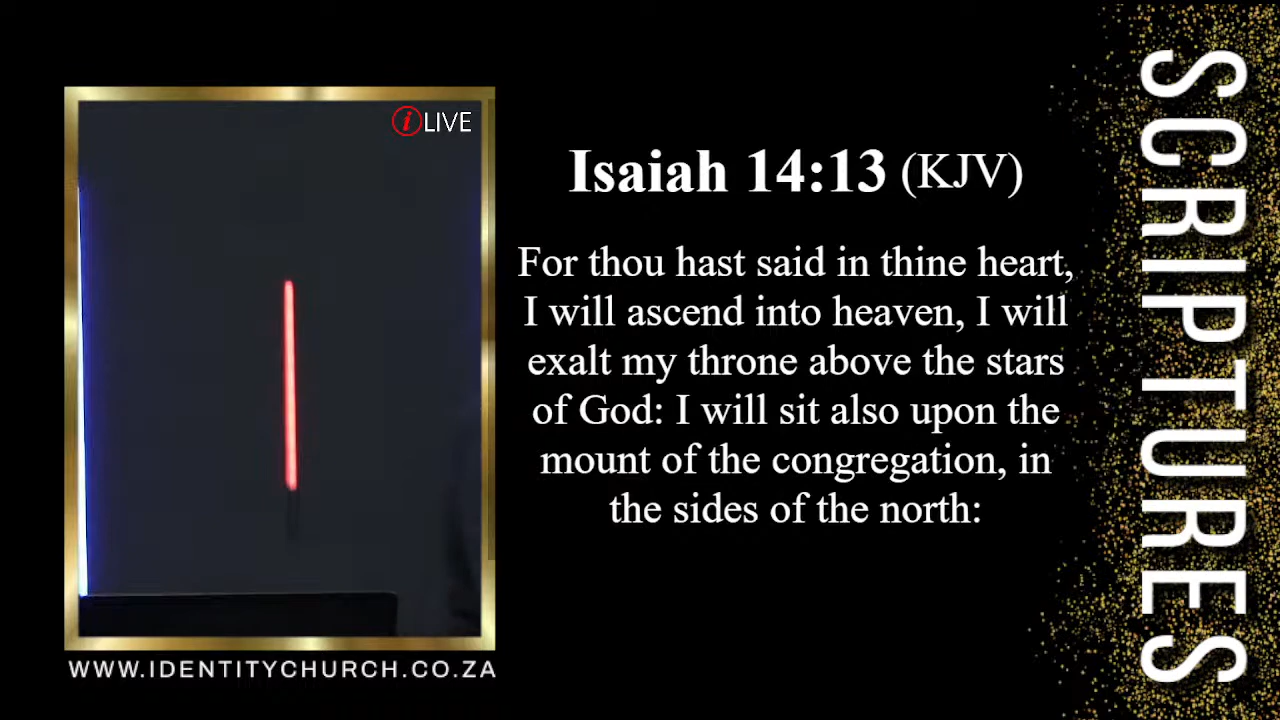 iLIVE
WWW.IDENTITYCHURCH.CO.ZA
Isaiah 14:13 (KJV)
For thou hast said in thine heart,
I will ascend into heaven, I will
exalt my throne above the stars
of God: I will sit also upon the
mount of the congregation, in
the sides of the north:
SCRIPTURES